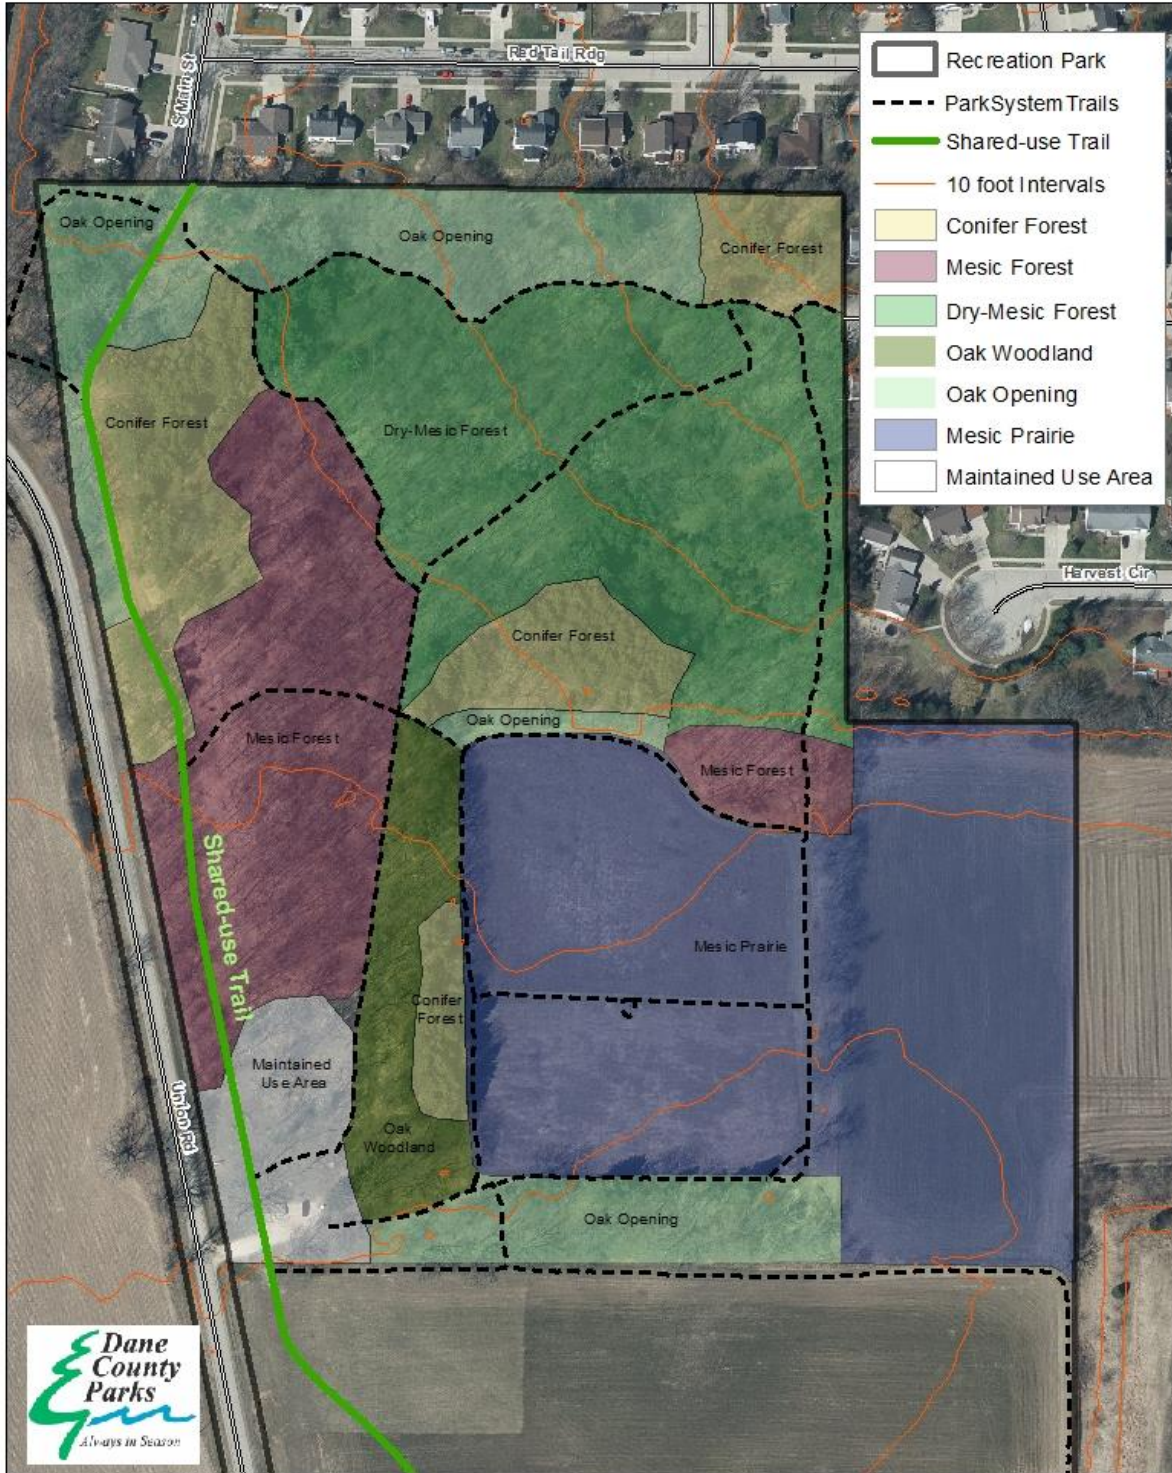 S Main St
Red Tail Rdg
Recreation Park
ParkSystem Trails
Shared-use Trail
10 foot Intervals
Conifer Forest
Mesic Forest
Dry-Mesic Forest
Oak Woodland
Oak Opening
Mesic Prairie
Maintained Use Area
Oak Opening
Oak Opening
Conifer Forest
Conifer Forest
Dry-Mesic Forest
Harvest Cir
Conifer Forest
Oak Opening
Mesic Forest
Mesic Forest
Shared-use Trail
Mesic Prairie
Conifer
Forest
Maintained
Use Area
Union Rd
Oak
Woodland
Oak Opening
Dane
County
Parks
Always in Season